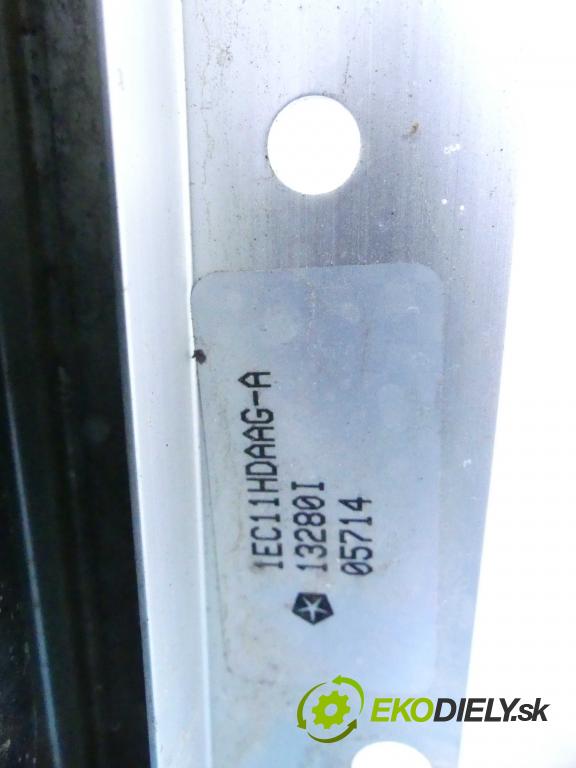 1EC11HDAAG-A
13280I
05714
EKODIELY.sk